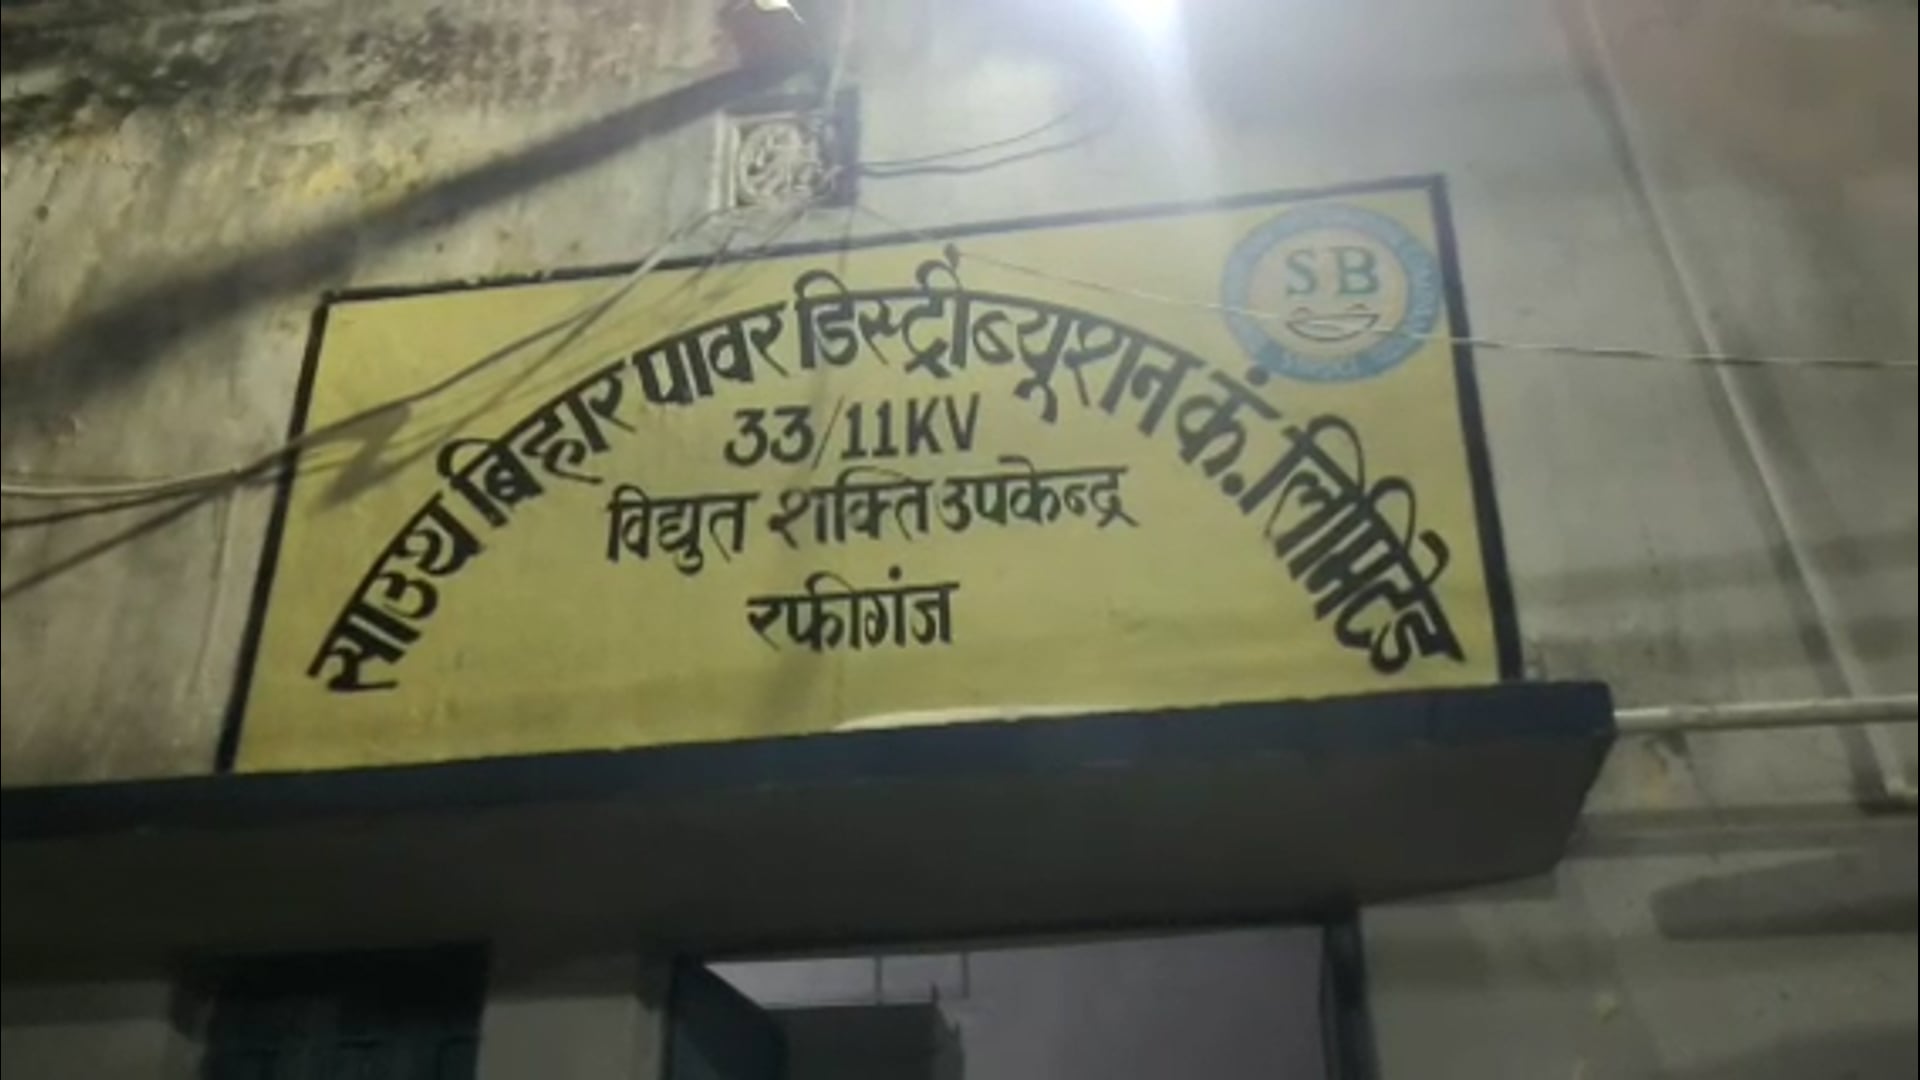 साउथ बिहार पावर डिस्ट्रीब्यूशन कं. लिमिटेड
SB
33/11KV
विद्युत शक्ति उपकेन्द्र
रफीगंज